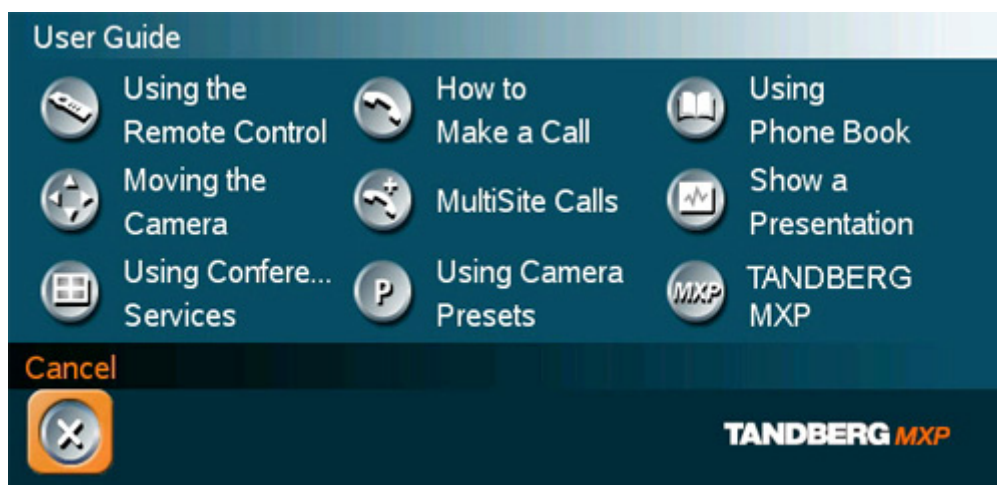 User Guide
Using the
Remote Control
How to
Make a Call
Using
Phone Book
Moving the
Camera
MultiSite Calls
Show a
Presentation
Using Confere...
Services
P
Using Camera
Presets
MXP
TANDBERG
MXP
Cancel
TANDBERG MXP